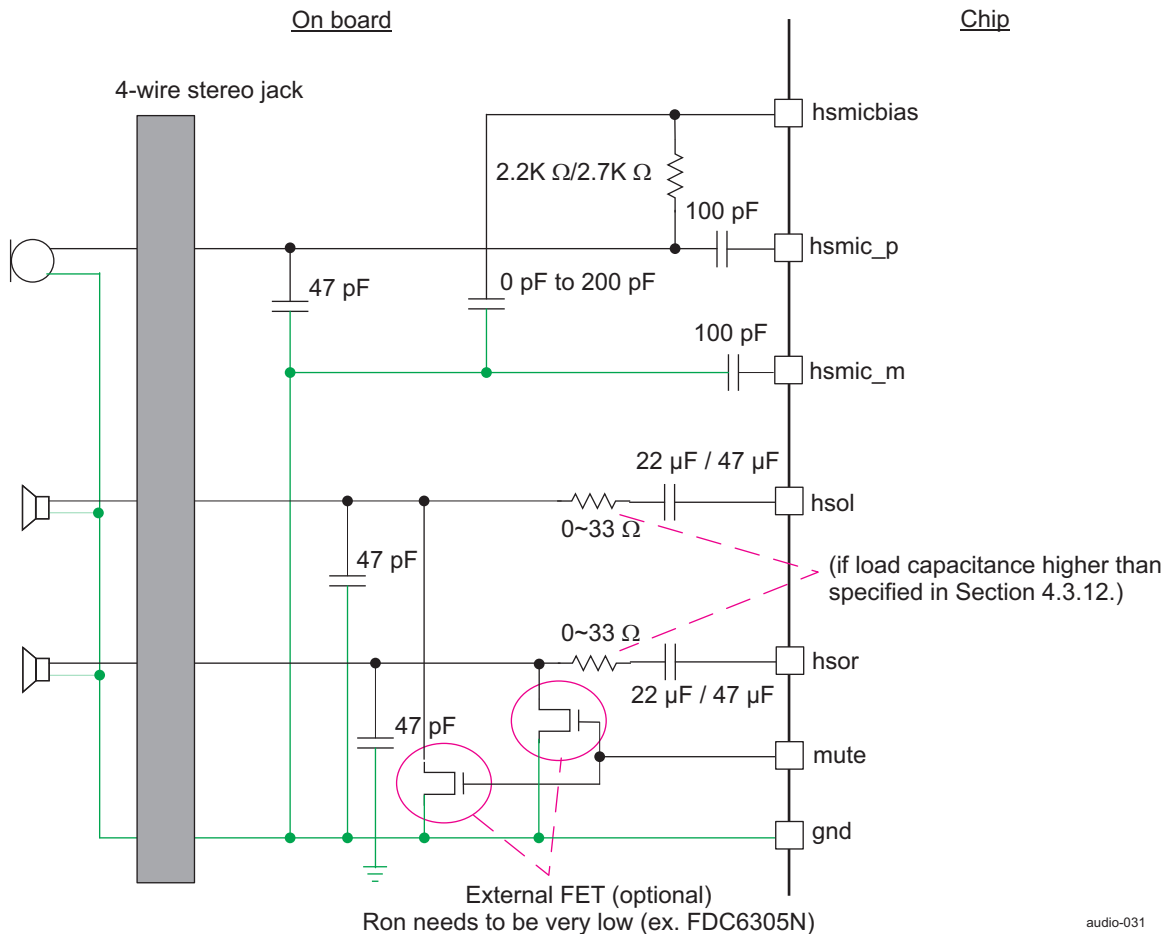 On board
Chip
4-wire stereo jack
hsmicbias
2.2K Ω/2.7K Ω
100 pF
hsmic_p
47 pF
0 pF to 200 pF
100 pF
hsmic_m
22 µF / 47 µF
hsol
0~33 Ω
47 pF
(if load capacitance higher than
specified in Section 4.3.12.)
0~33 Ω
hsor
22 µF / 47 µF
47 pF
mute
gnd
External FET (optional)
Ron needs to be very low (ex. FDC6305N)
audio-031